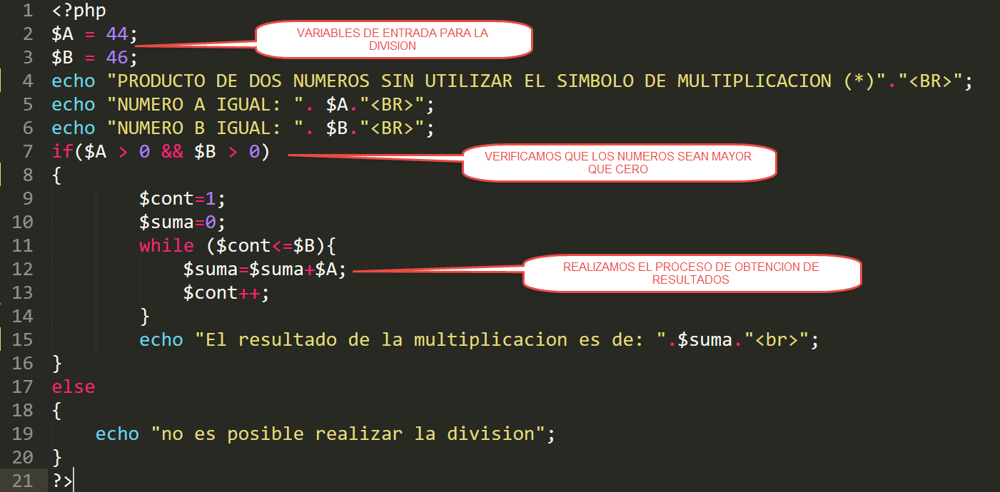 1 <?php
2 $A = 44;
VARIABLES DE ENTRADA PARA LA
DIVISION
3 $B = 46;
4 echo "PRODUCTO DE DOS NUMEROS SIN UTILIZAR EL SIMBOLO DE MULTIPLICACION (*)"."<BR>";
5 echo "NUMERO A IGUAL: ". $A."<BR>";
6 echo "NUMERO B IGUAL: ". $B."<BR>";
7 if($A > 0 && $B > 0)
VERIFICAMOS QUE LOS NUMEROS SEAN MAYOR
QUE CERO
8 {
9 $cont=1;
10 $suma=0;
11 while ($cont<=$B){
12 $suma=$suma+$A;
REALIZAMOS EL PROCESO DE OBTENCION DE
RESULTADOS
13 $cont++;
14 }
15 echo "El resultado de la multiplicacion es de: ".$suma."<br>";
16 }
17 else
18 {
19 echo "no es posible realizar la division";
20 }
21 ?>